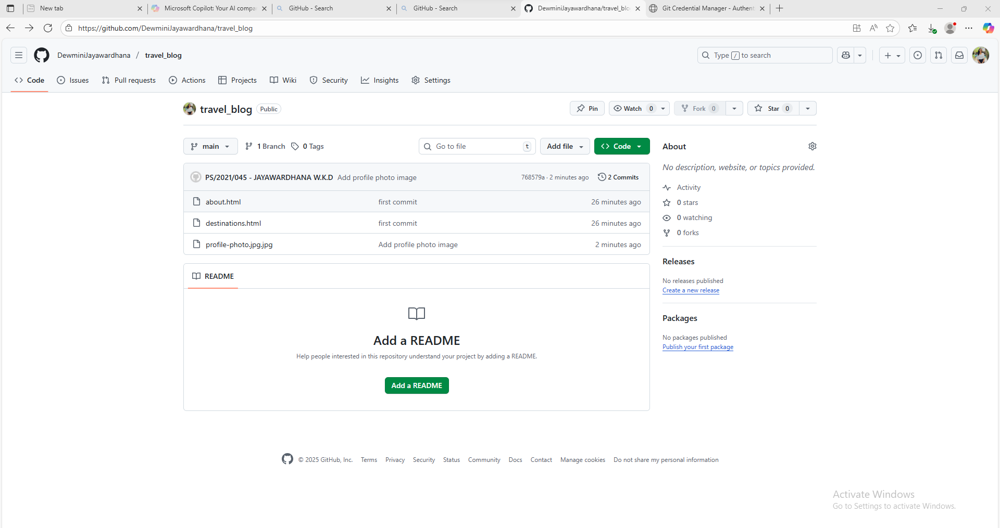 New tab
Microsoft Copilot: Your AI compa
GitHub - Search
GitHub - Search
DewminiJayawardhana/travel_blo
Git Credential Manager - Authent
https://github.com/DewminiJayawardhana/travel_blog
DewminiJayawardhana / travel_blog
Type / to search
Code
Issues
Pull requests
Actions
Projects
Wiki
Security
Insights
Settings
travel_blog Public
Pin
Watch 0
Fork 0
Star 0
main
1 Branch
0 Tags
Go to file t
Add file
Code
About
No description, website, or topics provided.
PS/2021/045 - JAYAWARDHANA W.K.D Add profile photo image 768579a · 2 minutes ago 2 Commits
about.html first commit 26 minutes ago
destinations.html first commit 26 minutes ago
profile-photo.jpg.jpg Add profile photo image 2 minutes ago
Activity
0 stars
0 watching
0 forks
README
Add a README
Help people interested in this repository understand your project by adding a README.
Add a README
Releases
No releases published
Create a new release
Packages
No packages published
Publish your first package
© 2025 GitHub, Inc. Terms Privacy Security Status Community Docs Contact Manage cookies Do not share my personal information
Activate Windows
Go to Settings to activate Windows.